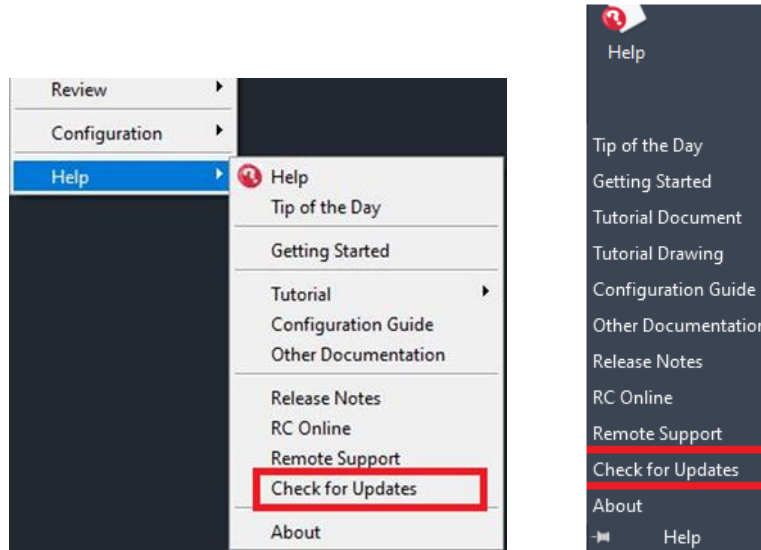 Review
Configuration
Help
Help
Tip of the Day
Getting Started
Tutorial
Configuration Guide
Other Documentation
Release Notes
RC Online
Remote Support
Check for Updates
About
Help
Tip of the Day
Getting Started
Tutorial Document
Tutorial Drawing
Configuration Guide
Other Documentation
Release Notes
RC Online
Remote Support
Check for Updates
About
Help